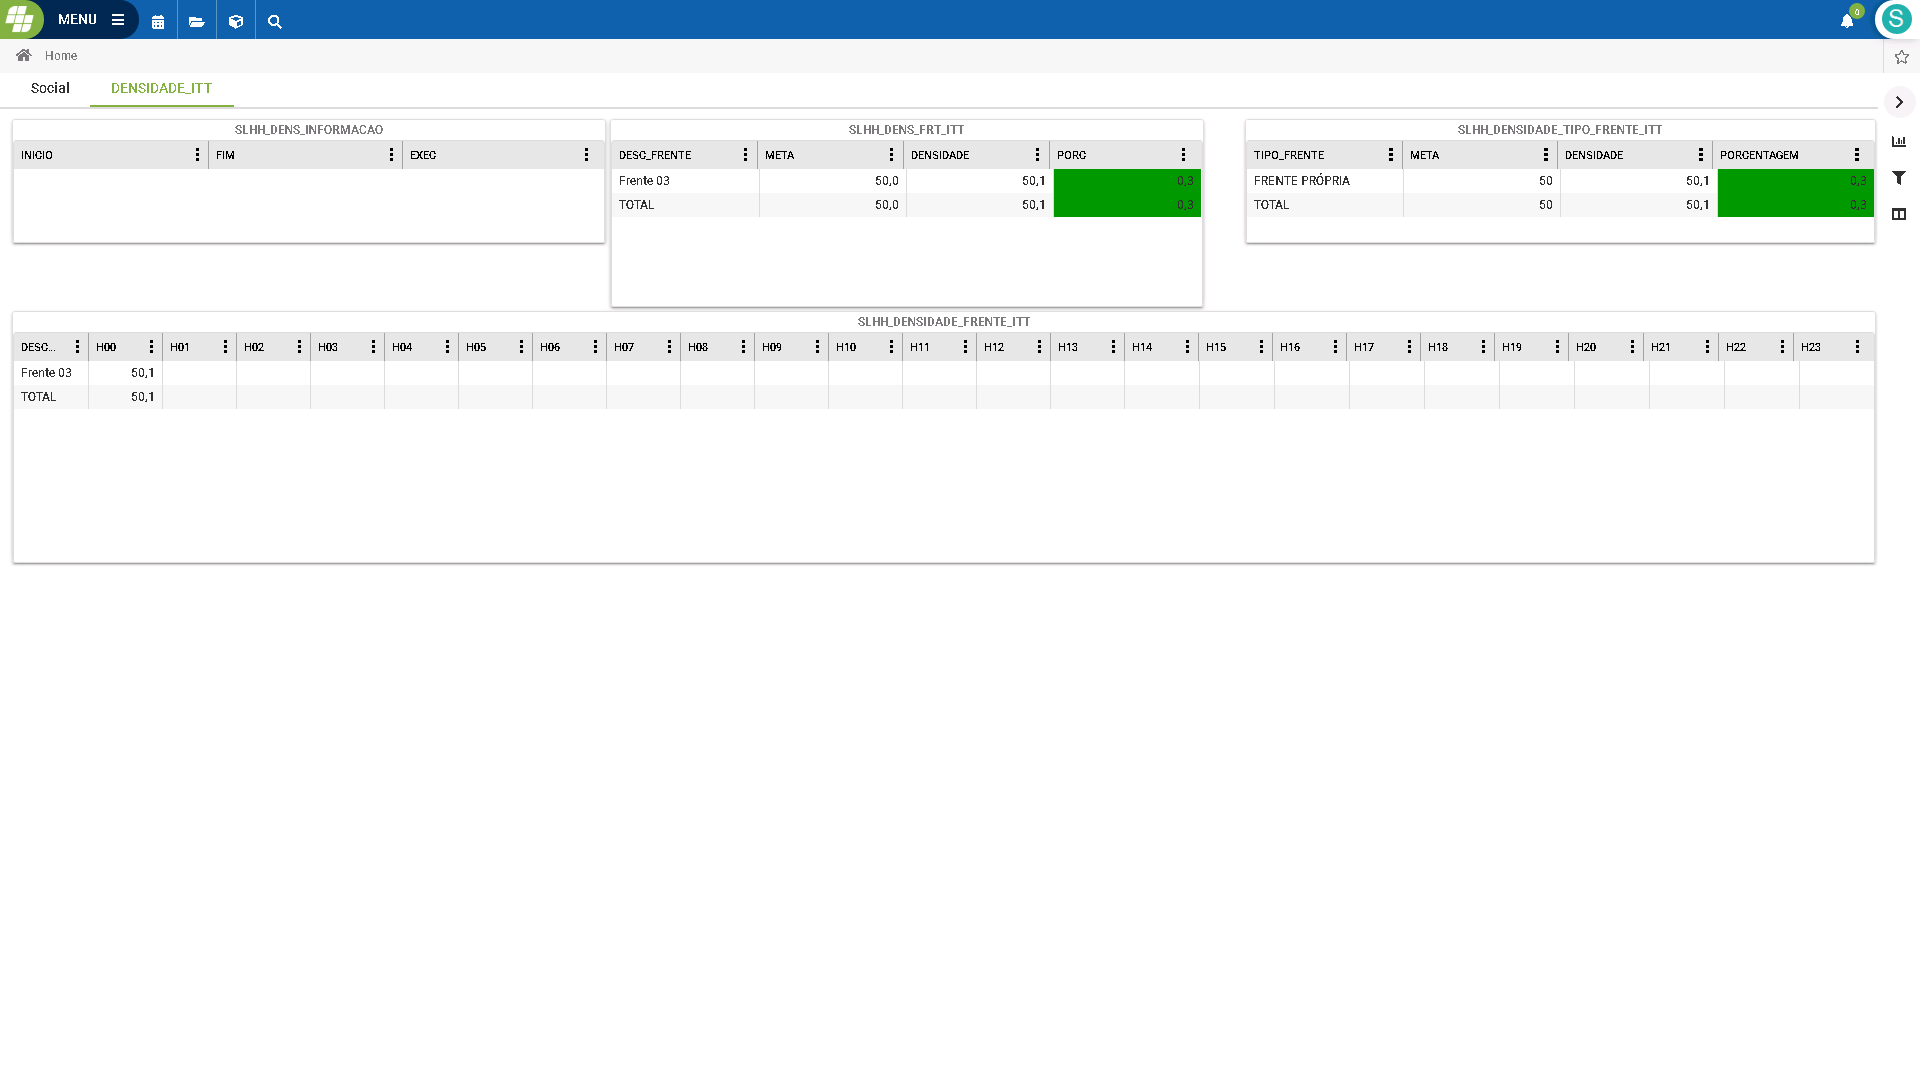 MENU
0
S
Home
Social DENSIDADE_ITT
SLHH_DENS_INFORMACAO
INICIO FIM EXEC
SLHH_DENS_FRT_ITT
DESC_FRENTE META DENSIDADE PORC
Frente 03 50,0 50,1 0,3
TOTAL 50,0 50,1 0,3
SLHH_DENSIDADE_TIPO_FRENTE_ITT
TIPO_FRENTE META DENSIDADE PORCENTAGEM
FRENTE PRÓPRIA 50 50,1 0,3
TOTAL 50 50,1 0,3
SLHH_DENSIDADE_FRENTE_ITT
DESC... H00 H01 H02 H03 H04 H05 H06 H07 H08 H09 H10 H11 H12 H13 H14 H15 H16 H17 H18 H19 H20 H21 H22 H23
Frente 03 50,1
TOTAL 50,1